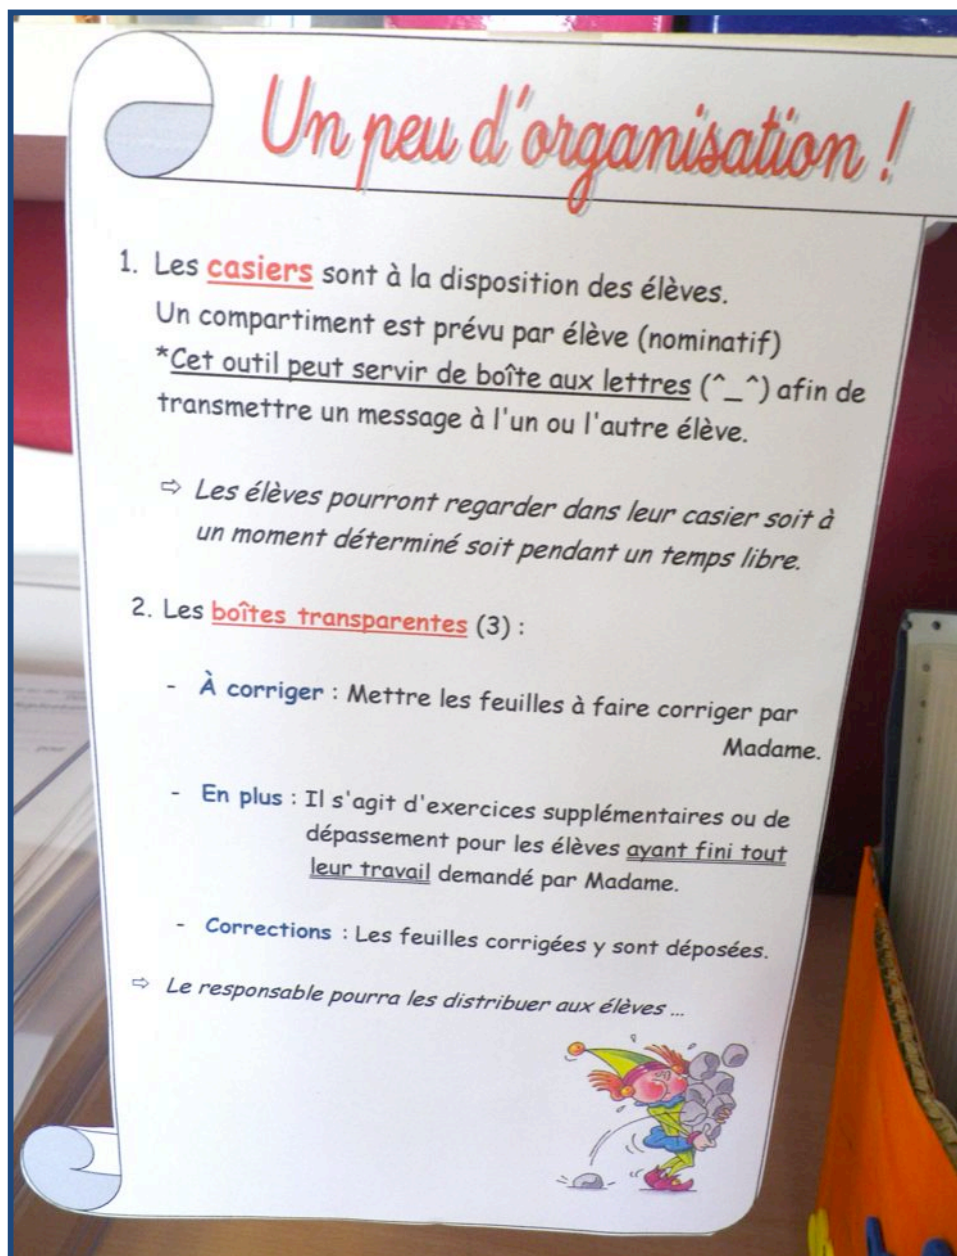 Un peu d'organisation !
1. Les casiers sont à la disposition des élèves.
Un compartiment est prévu par élève (nominatif)
*Cet outil peut servir de boîte aux lettres (^_^) afin de
transmettre un message à l'un ou l'autre élève.
⇨ Les élèves pourront regarder dans leur casier soit à
un moment déterminé soit pendant un temps libre.
2. Les boîtes transparentes (3) :
- À corriger : Mettre les feuilles à faire corriger par
Madame.
- En plus : Il s'agit d'exercices supplémentaires ou de
dépassement pour les élèves ayant fini tout
leur travail demandé par Madame.
- Corrections : Les feuilles corrigées y sont déposées.
⇨ Le responsable pourra les distribuer aux élèves ...